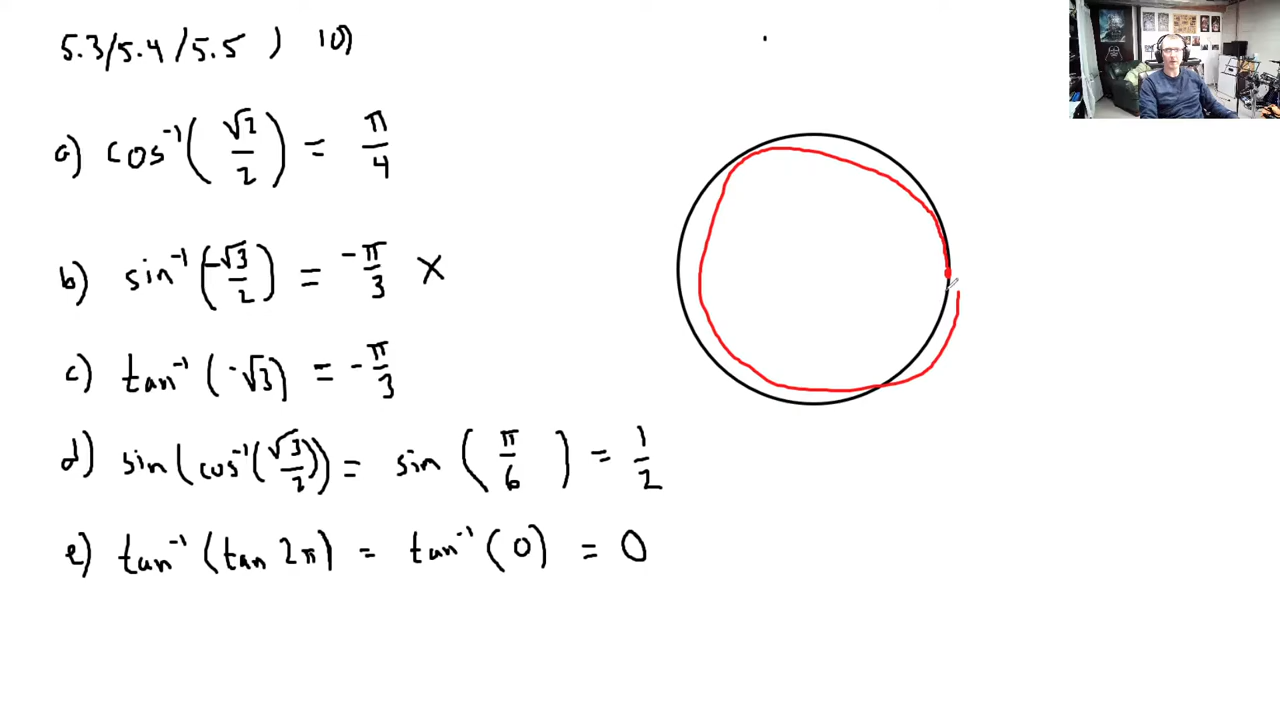 5.3/5.4/5.5 ) 10)
a) cos⁻¹(√2/2) = π/4
b) sin⁻¹(-√3/2) = -π/3 X
c) tan⁻¹(-√3) = -π/3
d) sin(cos⁻¹(√3/2)) = sin(π/6) = 1/2
e) tan⁻¹(tan 2π) = tan⁻¹(0) = 0